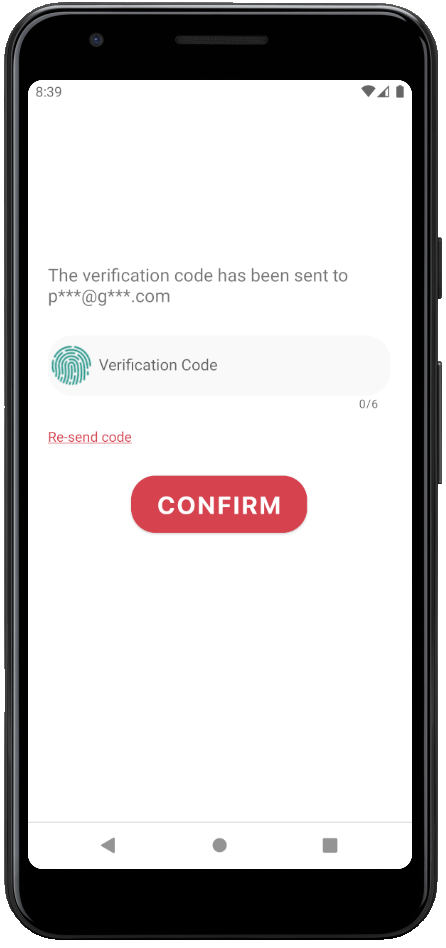 8:39
The verification code has been sent to
p***@g***.com
Verification Code
0/6
Re-send code
CONFIRM